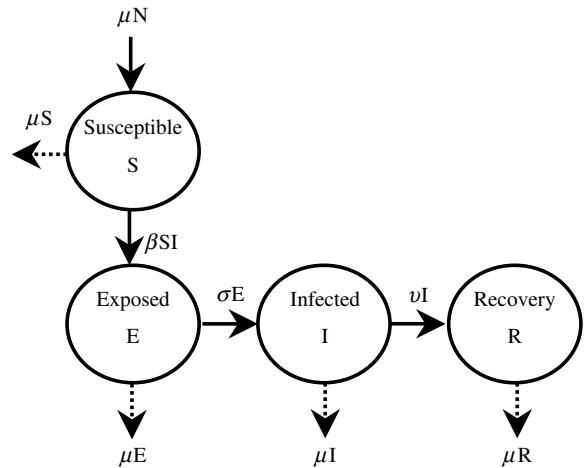 μN
μS
Susceptible
S
βSI
Exposed
E
σE
Infected
I
υI
Recovery
R
μE
μI
μR